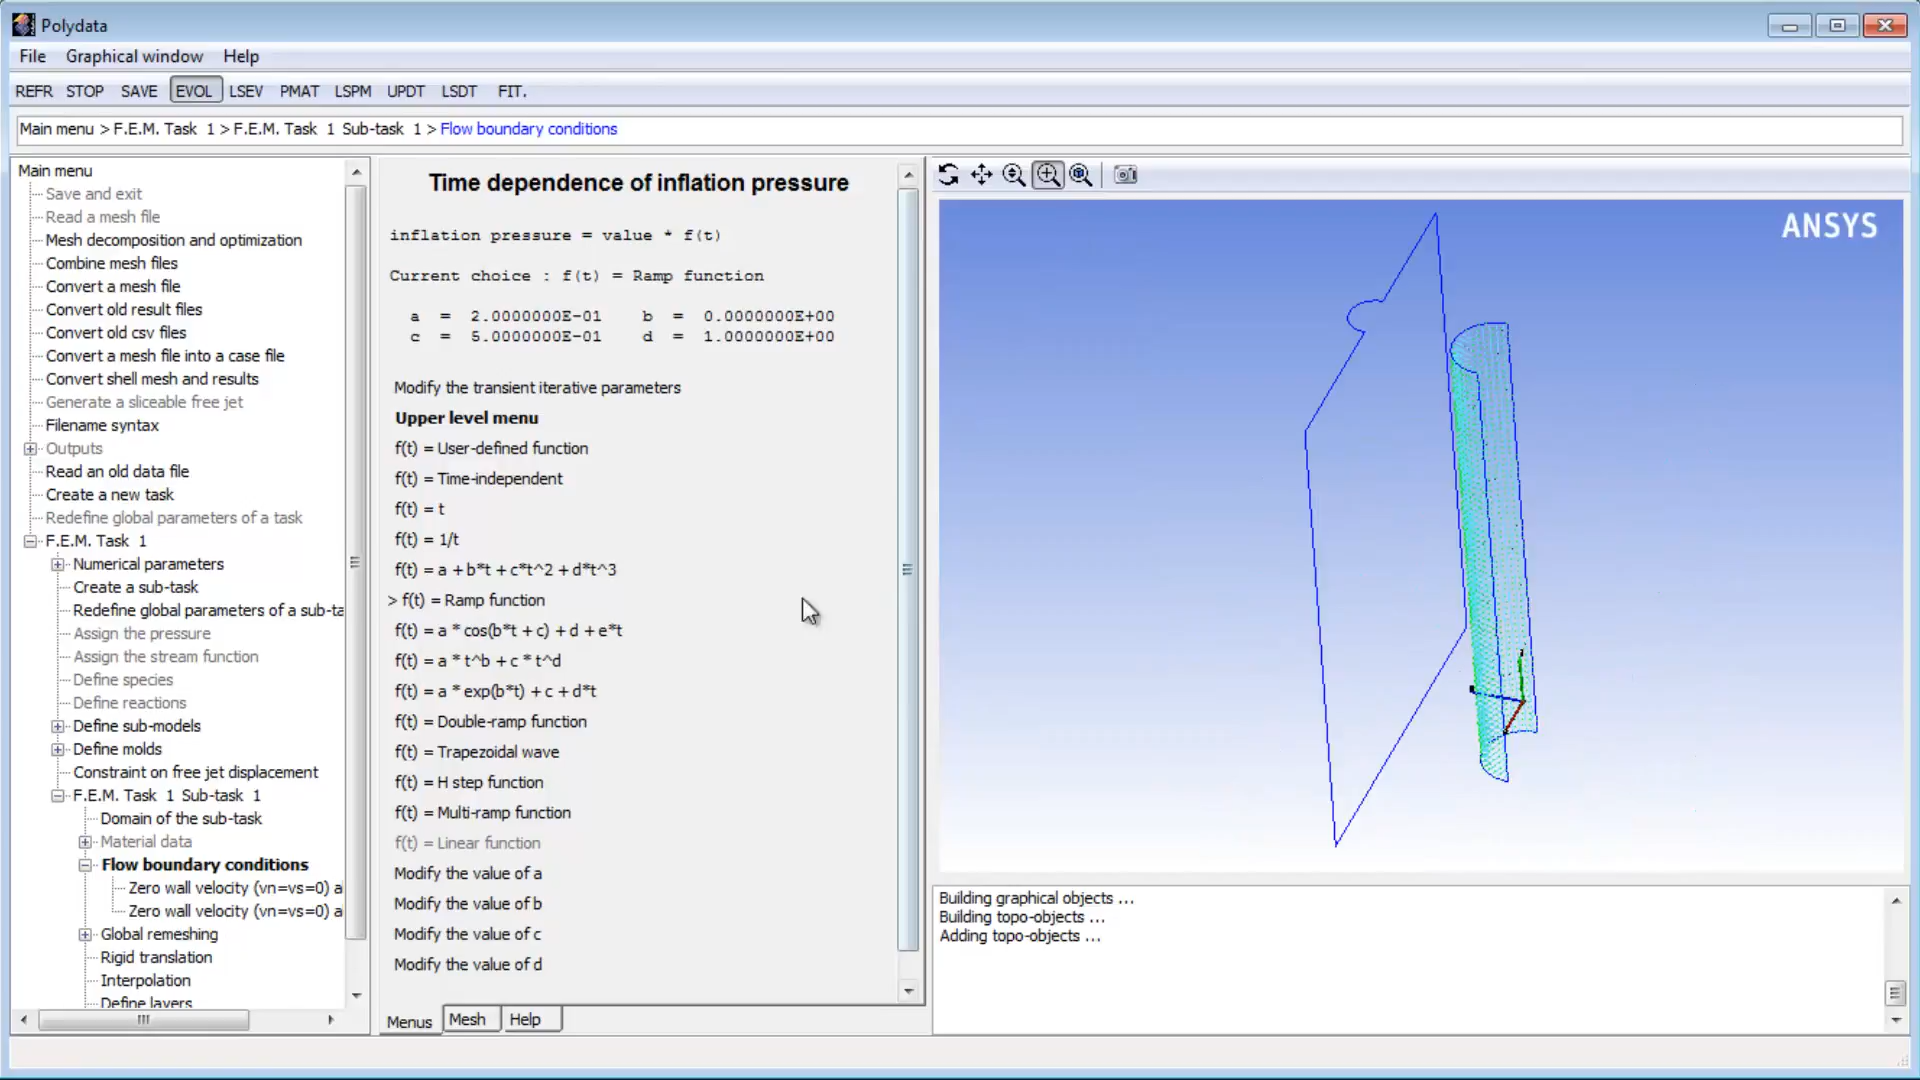 Polydata
File Graphical window Help
REFR STOP SAVE EVOL LSEV PMAT LSPM UPDT LSDT FIT.
Main menu > F.E.M. Task 1 > F.E.M. Task 1 Sub-task 1 > Flow boundary conditions
Main menu
Save and exit
Read a mesh file
Mesh decomposition and optimization
Combine mesh files
Convert a mesh file
Convert old result files
Convert old csv files
Convert a mesh file into a case file
Convert shell mesh and results
Generate a sliceable free jet
Filename syntax
Outputs
Read an old data file
Create a new task
Redefine global parameters of a task
F.E.M. Task 1
Numerical parameters
Create a sub-task
Redefine global parameters of a sub-ta
Assign the pressure
Assign the stream function
Define species
Define reactions
Define sub-models
Define molds
Constraint on free jet displacement
F.E.M. Task 1 Sub-task 1
Domain of the sub-task
Material data
Flow boundary conditions
Zero wall velocity (vn=vs=0) a
Zero wall velocity (vn=vs=0) a
Global remeshing
Rigid translation
Interpolation
Define layers
Time dependence of inflation pressure
inflation pressure = value * f(t)
Current choice : f(t) = Ramp function
a = 2.0000000E-01 b = 0.0000000E+00
c = 5.0000000E-01 d = 1.0000000E+00
Modify the transient iterative parameters
Upper level menu
f(t) = User-defined function
f(t) = Time-independent
f(t) = t
f(t) = 1/t
f(t) = a + b*t + c*t^2 + d*t^3
> f(t) = Ramp function
f(t) = a * cos(b*t + c) + d + e*t
f(t) = a * t^b + c * t^d
f(t) = a * exp(b*t) + c + d*t
f(t) = Double-ramp function
f(t) = Trapezoidal wave
f(t) = H step function
f(t) = Multi-ramp function
f(t) = Linear function
Modify the value of a
Modify the value of b
Modify the value of c
Modify the value of d
Menus Mesh Help
ANSYS
Building graphical objects ...
Building topo-objects ...
Adding topo-objects ...